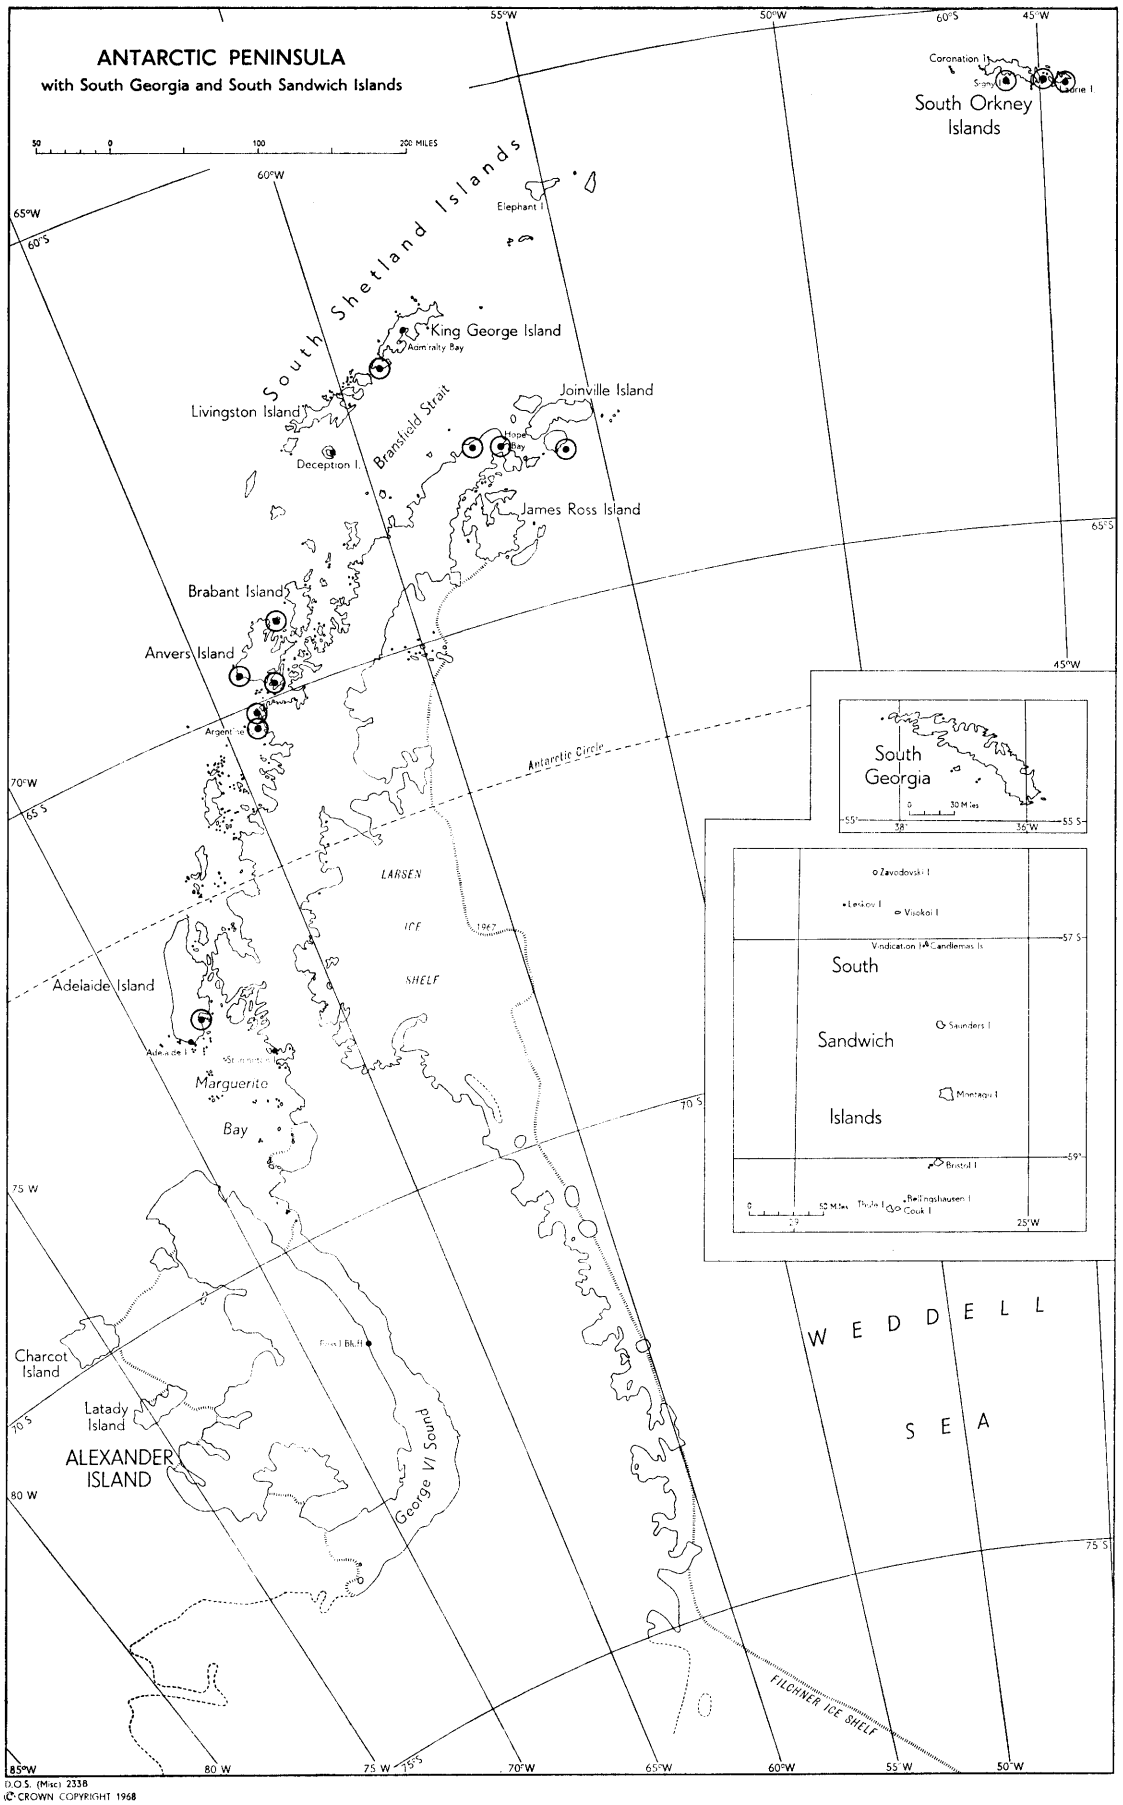 55°W
50°W
60°S
45°W
ANTARCTIC PENINSULA
with South Georgia and South Sandwich Islands
50 0 100 200 MILES
Coronation I
Signy I
Laurie I.
South Orkney
Islands
60°W
65°W
60°S
South Shetland Islands
Elephant I
King George Island
Admiralty Bay
Livingston Island
Deception I.
Bransfield Strait
Joinville Island
Hope
Bay
James Ross Island
65°S
Brabant Island
Anvers Island
45°W
Argentine
Antarctic Circle
70°W
65 S
South
Georgia
0 30 Miles
55°
38°
36°W
55 S
LARSEN
ICE
SHELF
1967
Adelaide Island
Adelaide I
Stonington I
Marguerite
Bay
70 S
Zavodovski I
Leskov I
Visokoi I
57 S
Vindication I
Candlemas Is
South
Sandwich
Islands
Saunders I
Montagu I
59°
Bristol I
Bellingshausen I
Thule I
Cook I
0 50 Miles
25°W
75 W
Fossil Bluff
Charcot
Island
Latady
Island
70 S
ALEXANDER
ISLAND
George VI Sound
WEDDELL
SEA
80 W
75°S
FILCHNER ICE SHELF
85°W
80 W
75 W
75°S
70°W
65°W
60°W
55°W
50°W
D.O.S. (Misc) 233B
© CROWN COPYRIGHT 1968